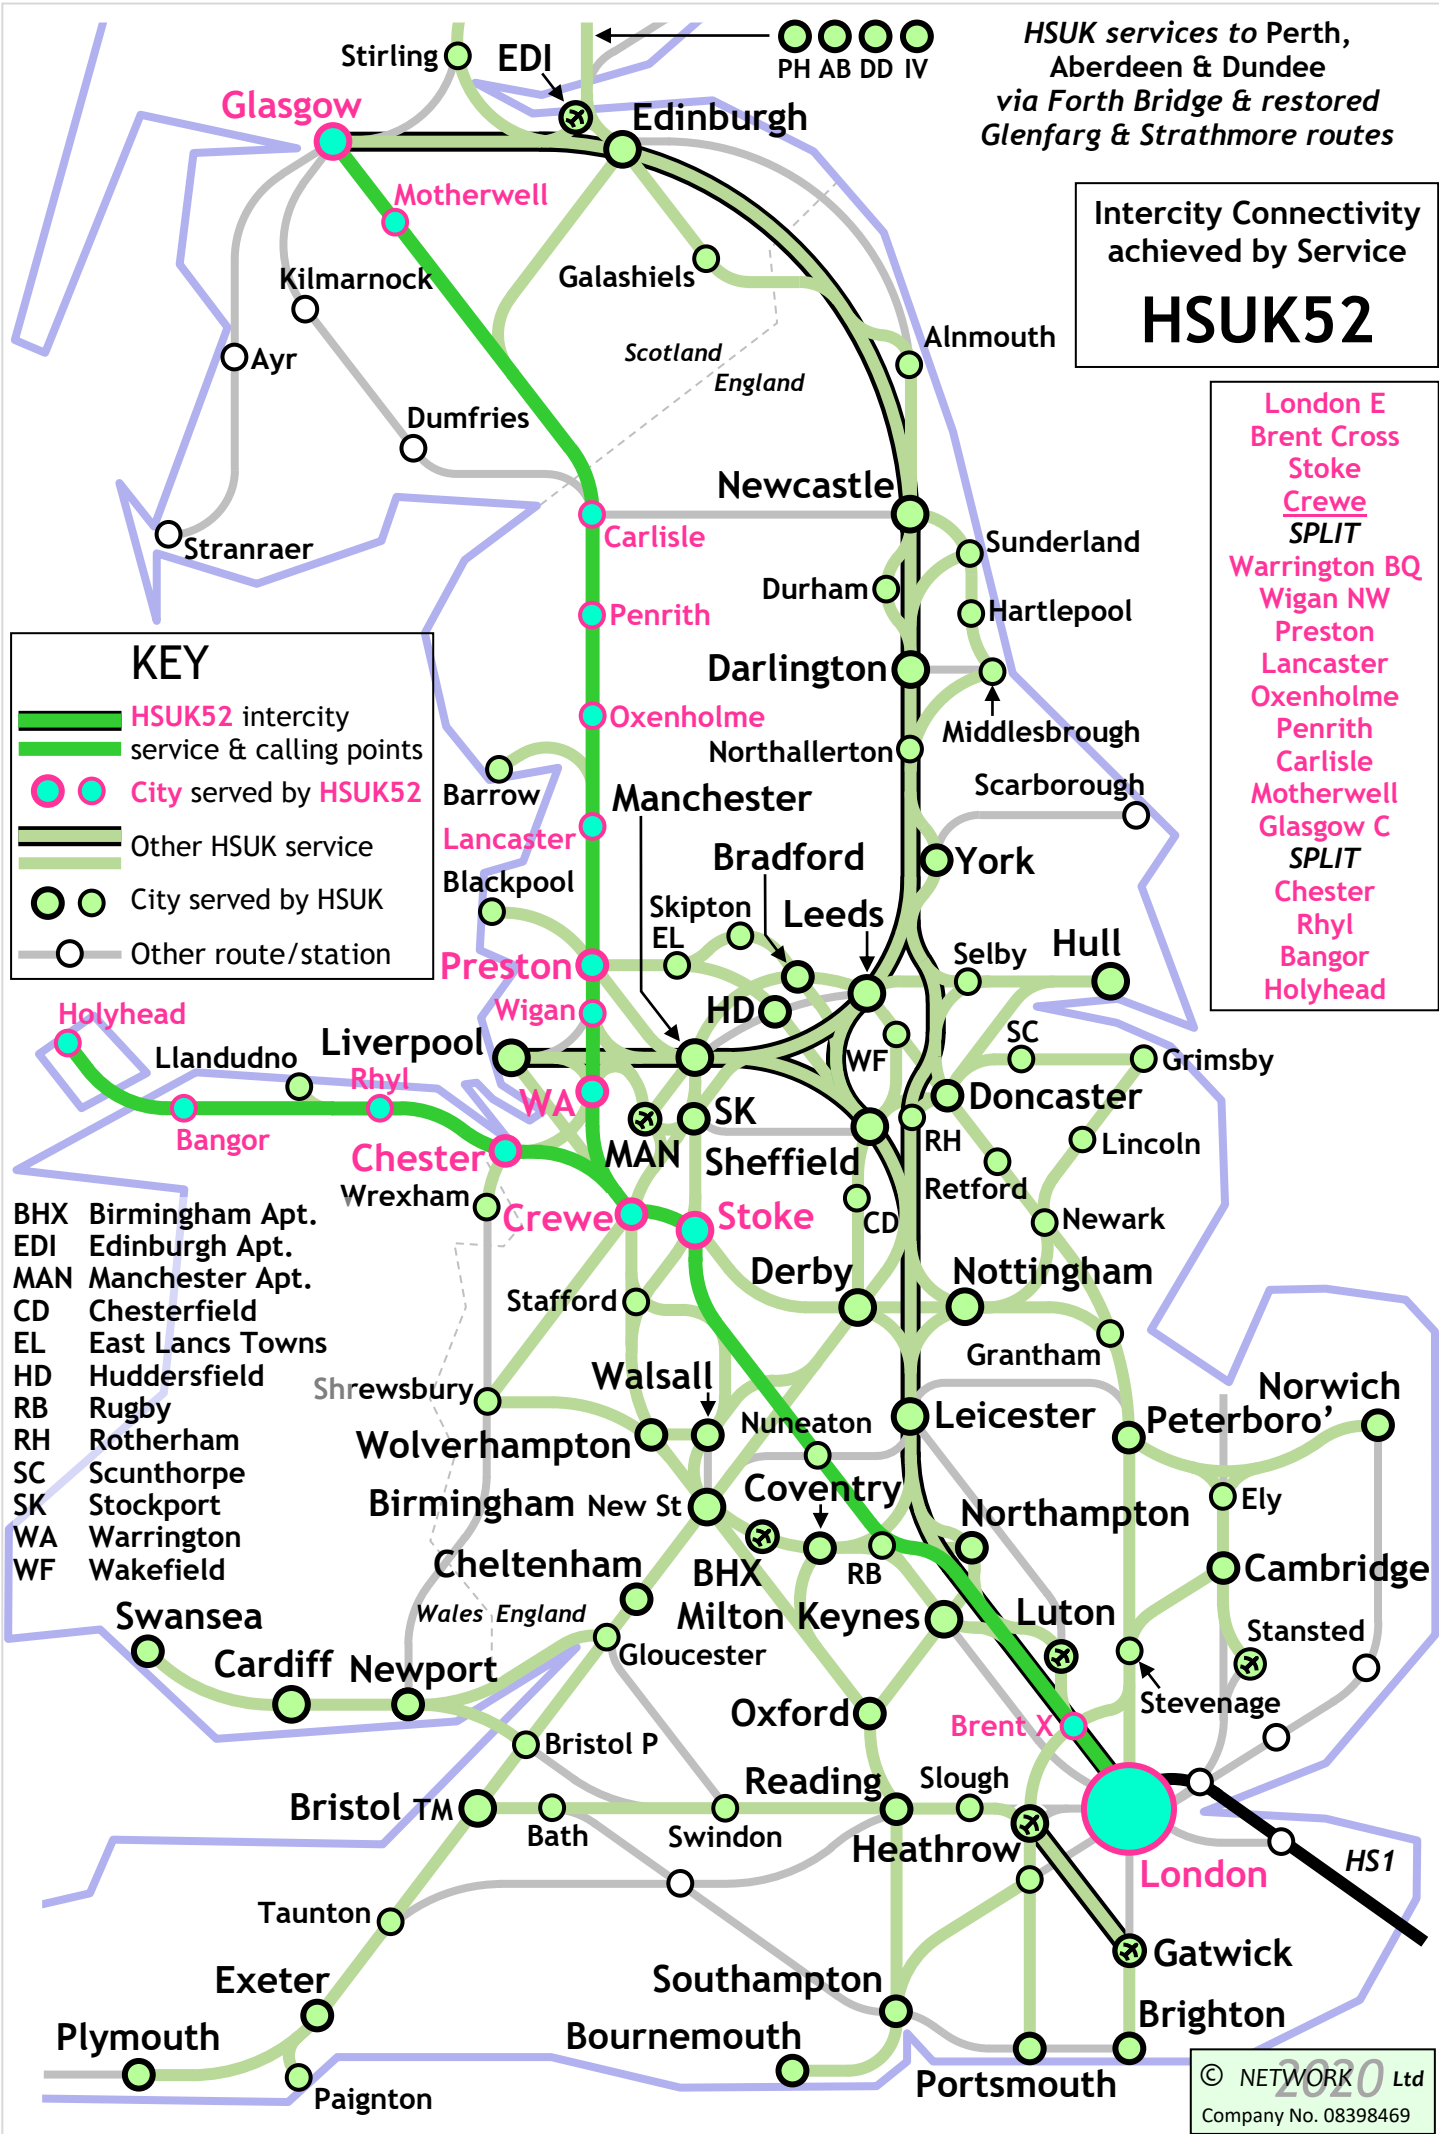 Stirling
EDI
PH AB DD IV
HSUK services to Perth,
Aberdeen & Dundee
via Forth Bridge & restored
Glenfarg & Strathmore routes
Glasgow
Edinburgh
Motherwell
Intercity Connectivity
achieved by Service
HSUK52
Galashiels
Kilmarnock
Alnmouth
Ayr
Scotland
England
Dumfries
London E
Brent Cross
Stoke
Crewe
SPLIT
Warrington BQ
Wigan NW
Preston
Lancaster
Oxenholme
Penrith
Carlisle
Motherwell
Glasgow C
SPLIT
Chester
Rhyl
Bangor
Holyhead
Newcastle
Carlisle
Stranraer
Sunderland
Durham
Hartlepool
Penrith
KEY
HSUK52 intercity
service & calling points
City served by HSUK52
Other HSUK service
City served by HSUK
Other route/station
Darlington
Oxenholme
Middlesbrough
Northallerton
Scarborough
Barrow
Manchester
Lancaster
Bradford
York
Blackpool
Skipton
EL
Leeds
Selby
Hull
Preston
HD
Wigan
Holyhead
Liverpool
Llandudno
Rhyl
WF
SC
Grimsby
WA
Doncaster
SK
Bangor
MAN
RH
Lincoln
Chester
Sheffield
Retford
Wrexham
Crewe
Stoke
CD
Newark
BHX Birmingham Apt.
EDI Edinburgh Apt.
MAN Manchester Apt.
CD Chesterfield
EL East Lancs Towns
HD Huddersfield
RB Rugby
RH Rotherham
SC Scunthorpe
SK Stockport
WA Warrington
WF Wakefield
Derby
Nottingham
Stafford
Grantham
Walsall
Shrewsbury
Norwich
Nuneaton
Leicester
Peterboro’
Wolverhampton
Coventry
Birmingham New St
Ely
Northampton
Cheltenham
BHX
RB
Cambridge
Wales England
Milton Keynes
Luton
Swansea
Stansted
Gloucester
Cardiff
Newport
Stevenage
Oxford
Brent X
Bristol P
Reading
Slough
Bristol TM
Bath
Swindon
Heathrow
HS1
London
Taunton
Gatwick
Exeter
Southampton
Brighton
Plymouth
Bournemouth
Portsmouth
Paignton
© NETWORK 2020 Ltd
Company No. 08398469